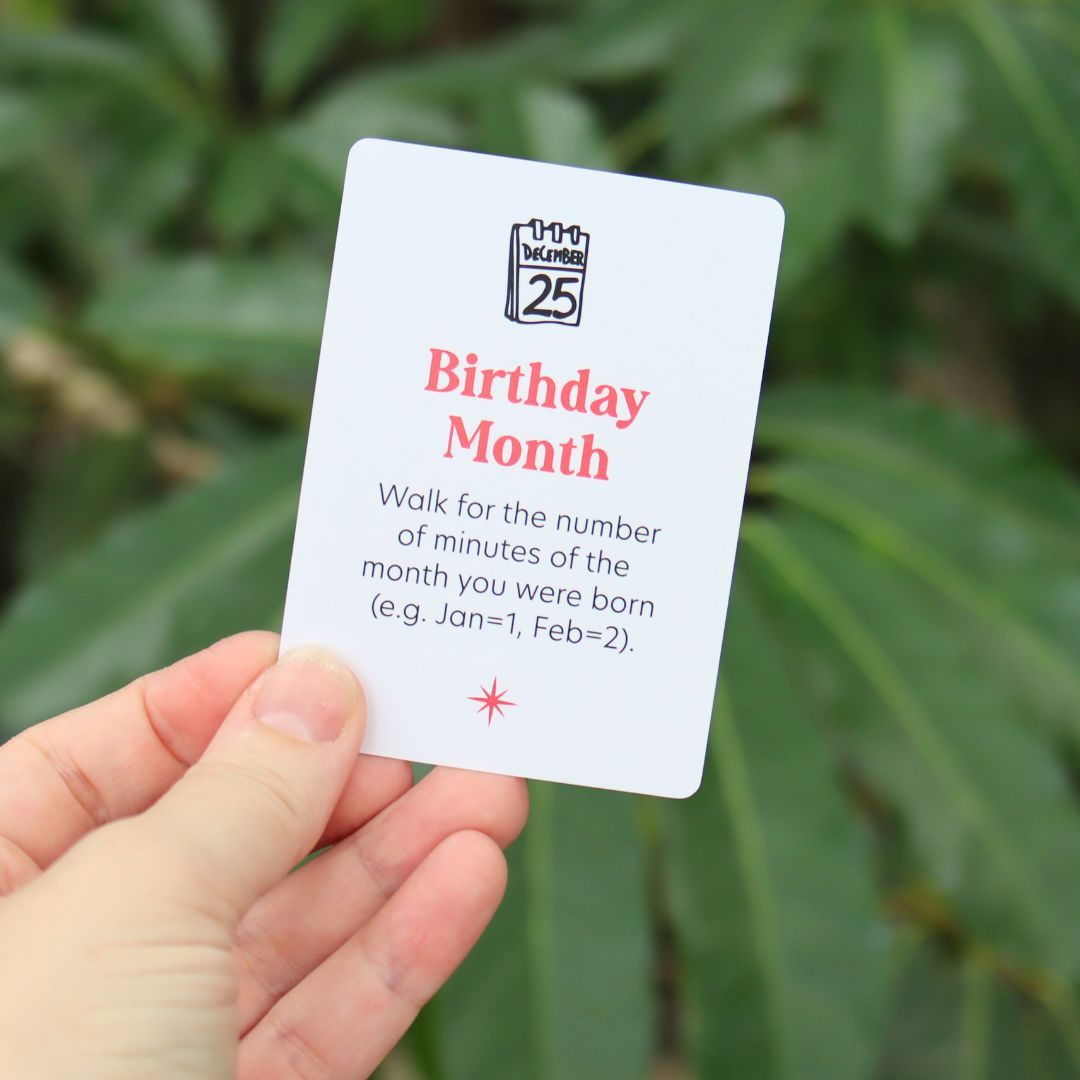 DECEMBER
25
Birthday
Month
Walk for the number
of minutes of the
month you were born
(e.g. Jan=1, Feb=2).